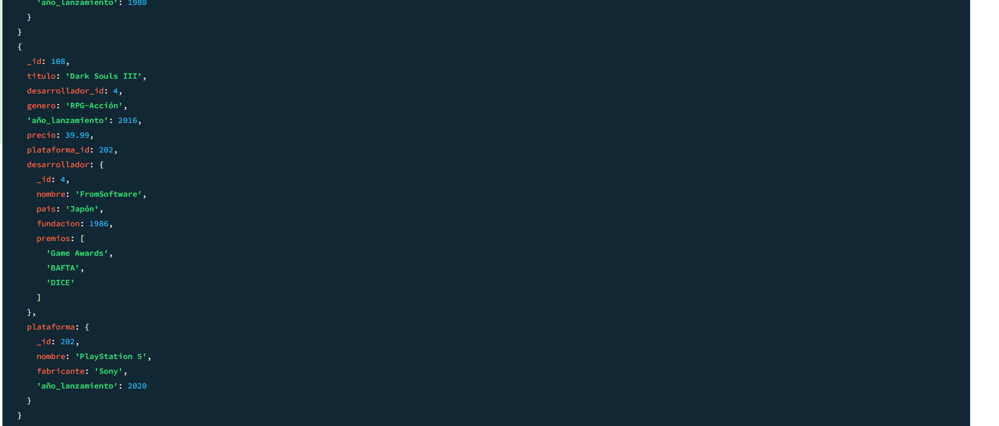 'año_lanzamiento': 1980
}
}
{
_id: 108,
titulo: 'Dark Souls III',
desarrollador_id: 4,
genero: 'RPG-Acción',
'año_lanzamiento': 2016,
precio: 39.99,
plataforma_id: 202,
desarrollador: {
_id: 4,
nombre: 'FromSoftware',
pais: 'Japón',
fundacion: 1986,
premios: [
'Game Awards',
'BAFTA',
'DICE'
]
},
plataforma: {
_id: 202,
nombre: 'PlayStation 5',
fabricante: 'Sony',
'año_lanzamiento': 2020
}
}